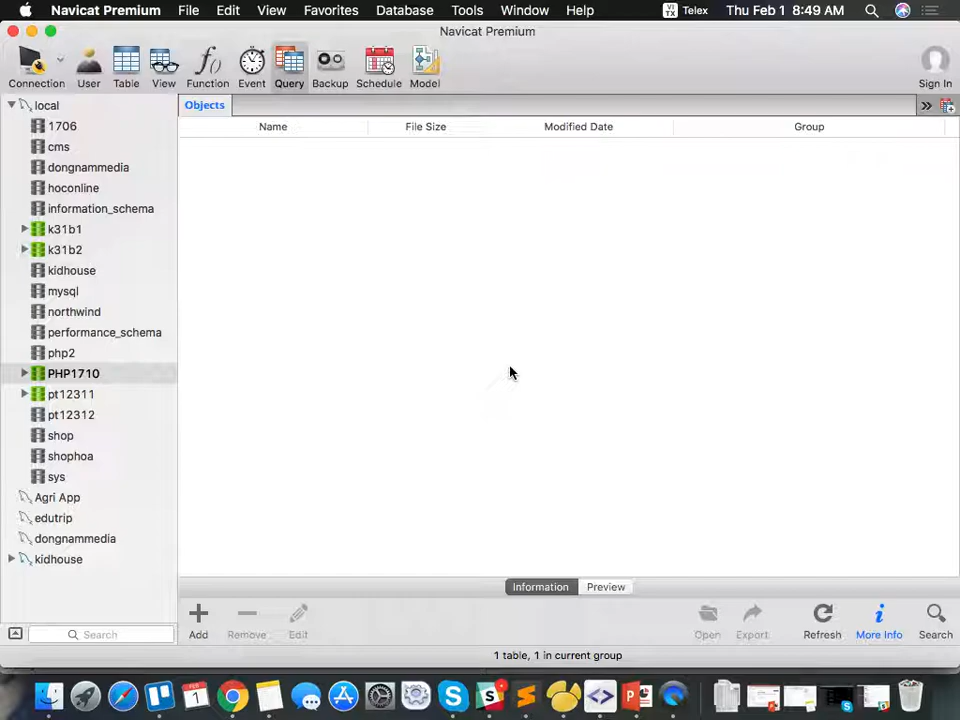 Navicat Premium File Edit View Favorites Database Tools Window Help VI TX Telex Thu Feb 1 8:49 AM
Navicat Premium
Connection User Table View Function Event Query Backup Schedule Model Sign In
local
1706
cms
dongnammedia
hoconline
information_schema
k31b1
k31b2
kidhouse
mysql
northwind
performance_schema
php2
PHP1710
pt12311
pt12312
shop
shophoa
sys
Agri App
edutrip
dongnammedia
kidhouse
Search
Objects
Name File Size Modified Date Group
Information Preview
Add Remove Edit Open Export Refresh More Info Search
1 table, 1 in current group